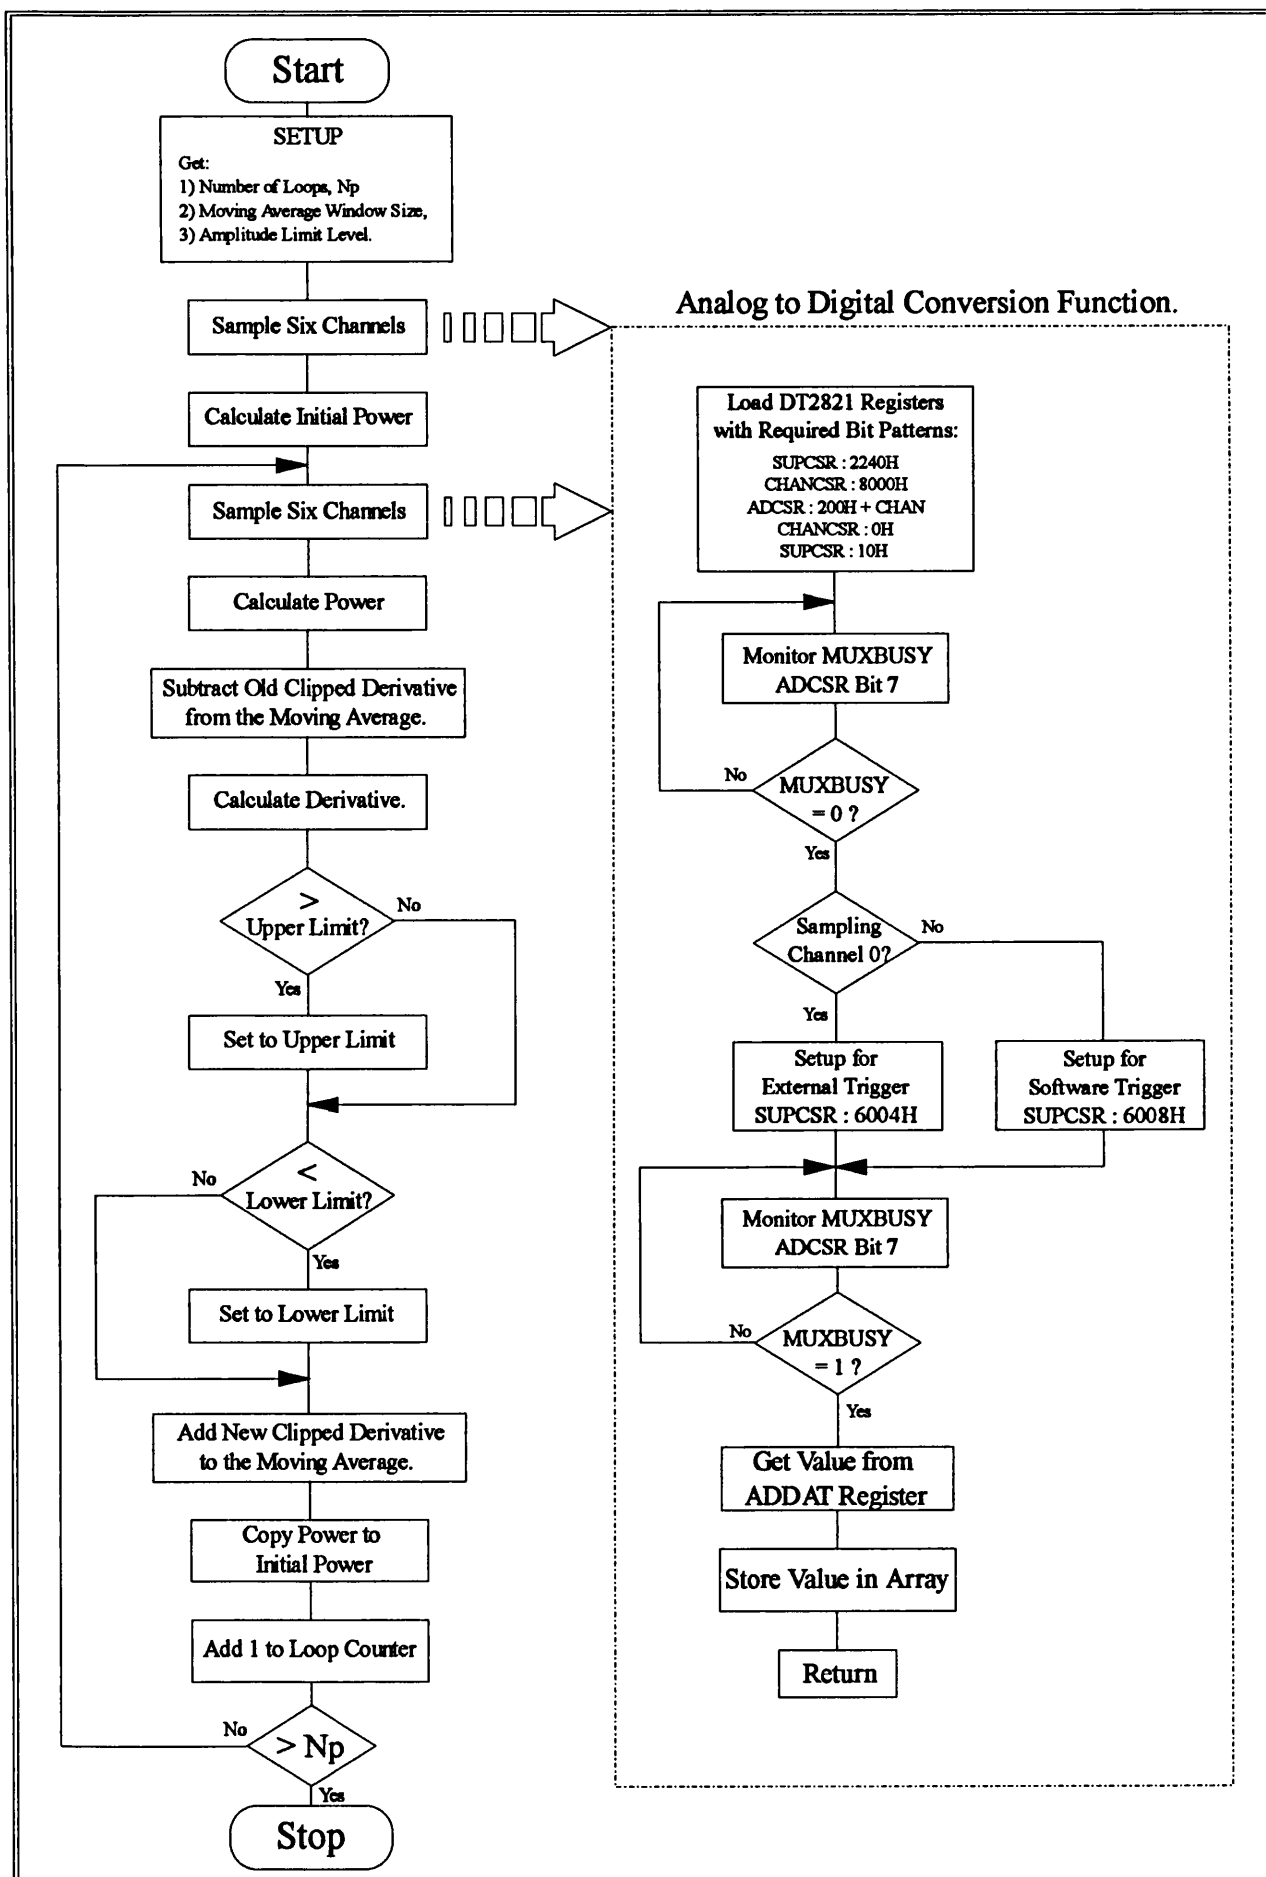 Start
SETUP
Get:
1) Number of Loops, Np
2) Moving Average Window Size,
3) Amplitude Limit Level.
Sample Six Channels
Calculate Initial Power
Sample Six Channels
Calculate Power
Subtract Old Clipped Derivative
from the Moving Average.
Calculate Derivative.
>
Upper Limit?
No
Yes
Set to Upper Limit
<
Lower Limit?
No
Yes
Set to Lower Limit
Add New Clipped Derivative
to the Moving Average.
Copy Power to
Initial Power
Add 1 to Loop Counter
> Np
No
Yes
Stop
Analog to Digital Conversion Function.
Load DT2821 Registers
with Required Bit Patterns:
SUPCSR : 2240H
CHANCSR : 8000H
ADCSR : 200H + CHAN
CHANCSR : 0H
SUPCSR : 10H
Monitor MUXBUSY
ADCSR Bit 7
No
MUXBUSY
= 0 ?
Yes
Sampling
Channel 0?
No
Yes
Setup for
External Trigger
SUPCSR : 6004H
Setup for
Software Trigger
SUPCSR : 6008H
Monitor MUXBUSY
ADCSR Bit 7
No
MUXBUSY
= 1 ?
Yes
Get Value from
ADDAT Register
Store Value in Array
Return